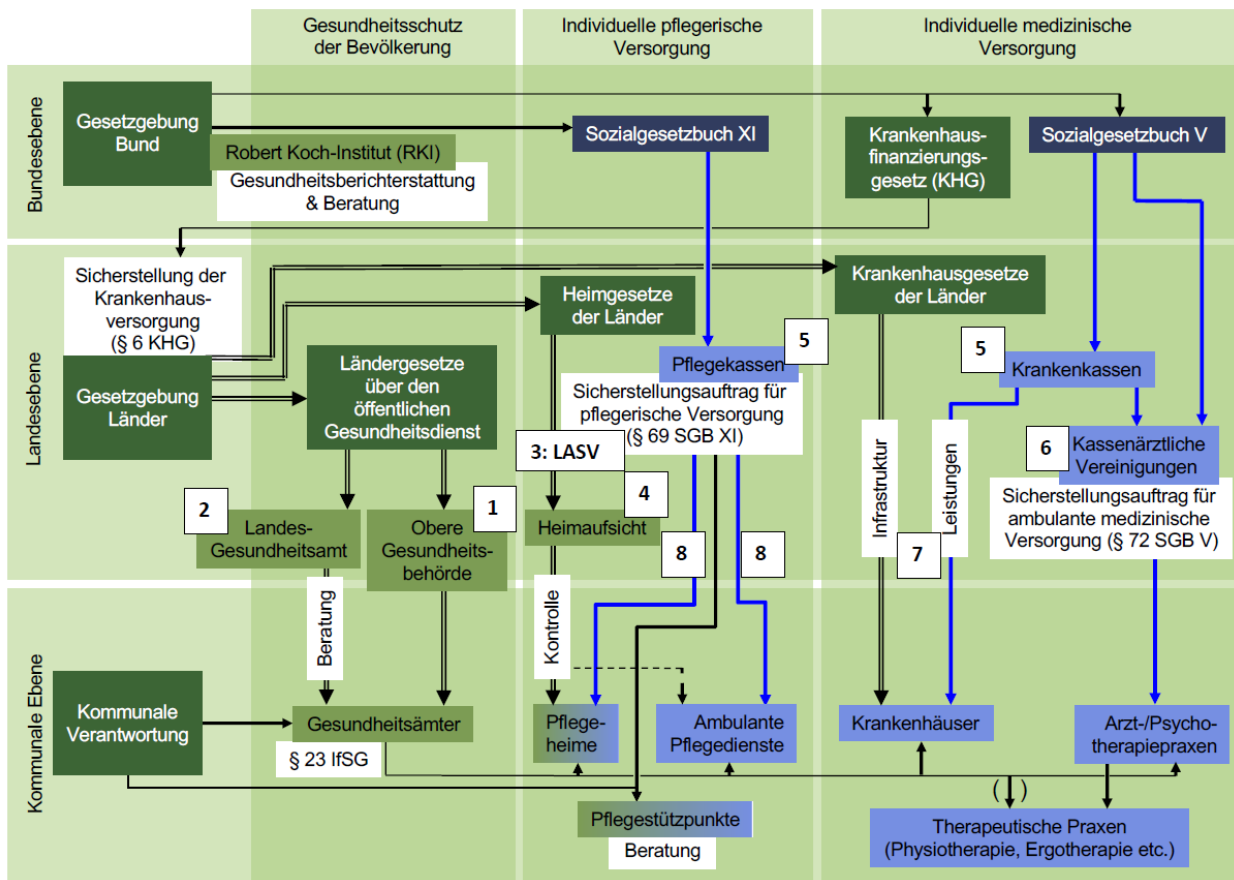 Gesundheitsschutz
der Bevölkerung
Individuelle pflegerische
Versorgung
Individuelle medizinische
Versorgung
Bundesebene
Gesetzgebung
Bund
Robert Koch-Institut (RKI)
Gesundheitsberichterstattung
& Beratung
Sozialgesetzbuch XI
Krankenhaus-
finanzierungs-
gesetz (KHG)
Sozialgesetzbuch V
Landesebene
Sicherstellung der
Krankenhaus-
versorgung
(§ 6 KHG)
Gesetzgebung
Länder
Ländergesetze
über den
öffentlichen
Gesundheitsdienst
Heimgesetze
der Länder
Krankenhausgesetze
der Länder
5
Pflegekassen
Sicherstellungsauftrag für
pflegerische Versorgung
(§ 69 SGB XI)
5
Krankenkassen
6
Kassenärztliche
Vereinigungen
Sicherstellungsauftrag für
ambulante medizinische
Versorgung (§ 72 SGB V)
3: LASV
4
Heimaufsicht
2
Landes-
Gesundheitsamt
1
Obere
Gesundheits-
behörde
8
8
Infrastruktur
Leistungen
7
Kommunale Ebene
Kommunale
Verantwortung
Beratung
Gesundheitsämter
§ 23 IfSG
Kontrolle
Pflege-
heime
Ambulante
Pflegedienste
Krankenhäuser
Arzt-/Psycho-
therapiepraxen
( )
Pflegestützpunkte
Beratung
Therapeutische Praxen
(Physiotherapie, Ergotherapie etc.)